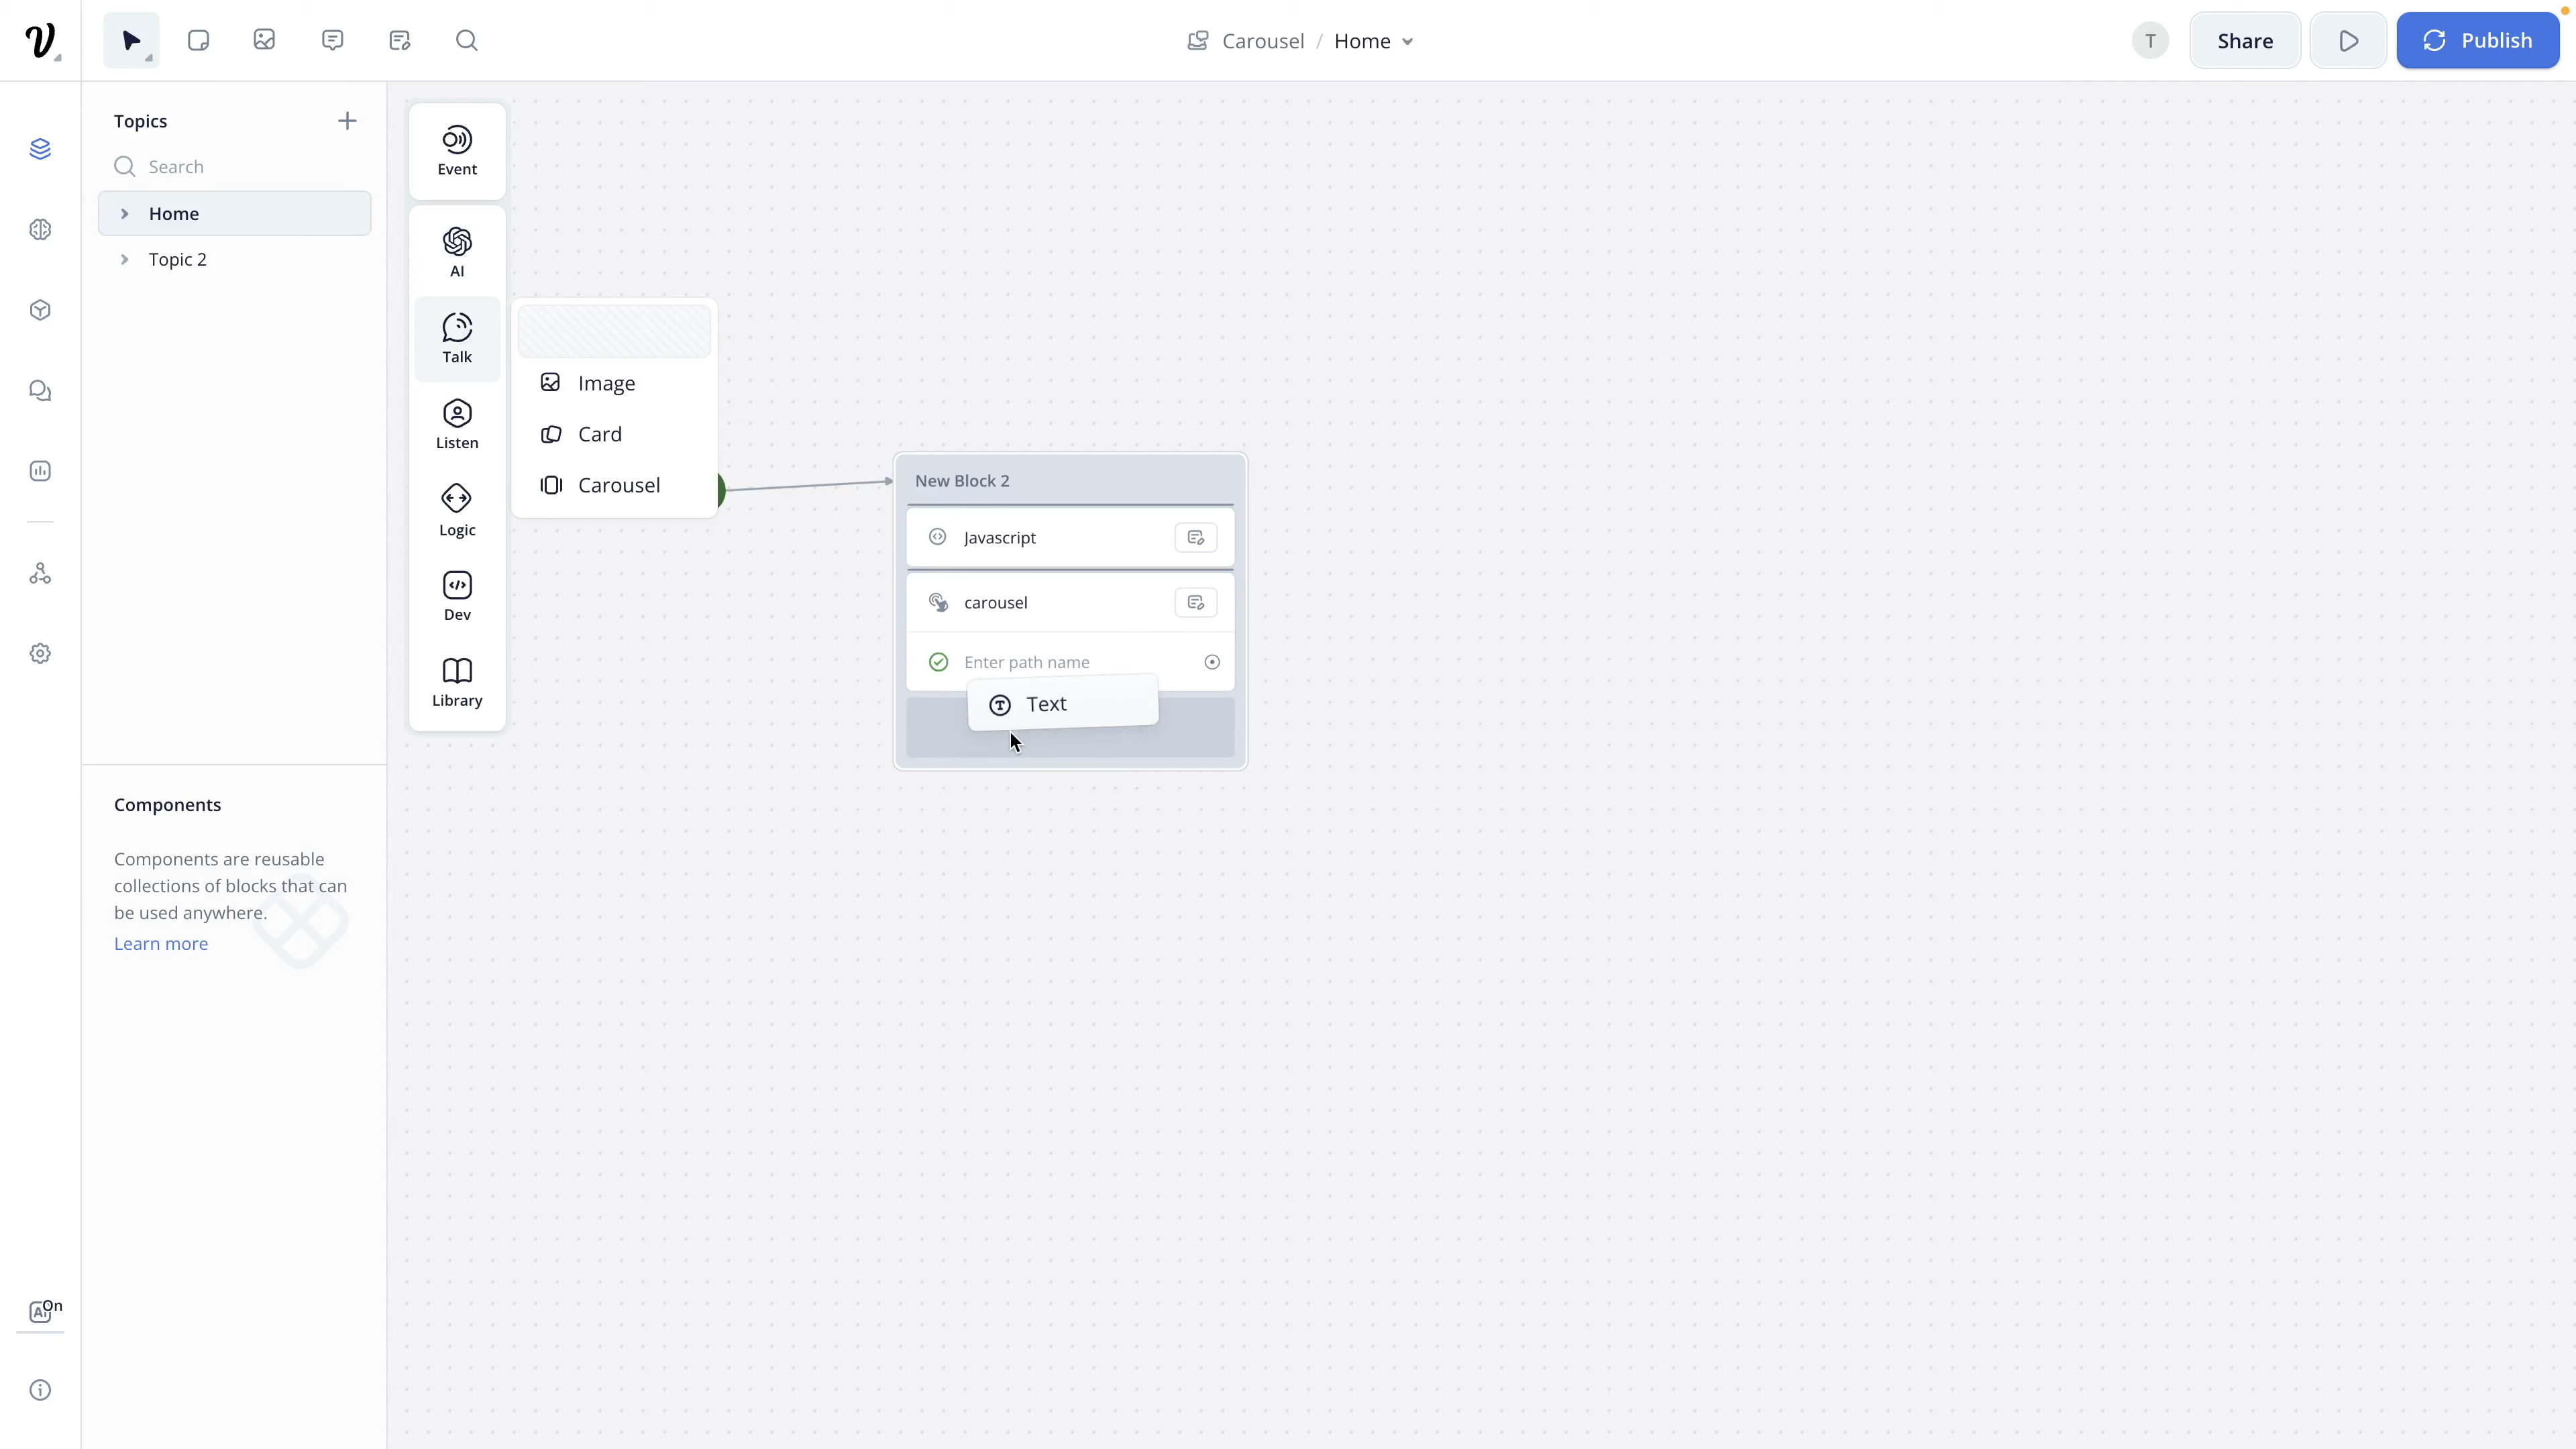 Carousel / Home
T
Share
Publish
Topics
Search
Home
Topic 2
Event
AI
Talk
Listen
Logic
Dev
Library
Image
Card
Carousel
New Block 2
Javascript
carousel
Enter path name
Text
Components
Components are reusable
collections of blocks that can
be used anywhere.
Learn more
AI On